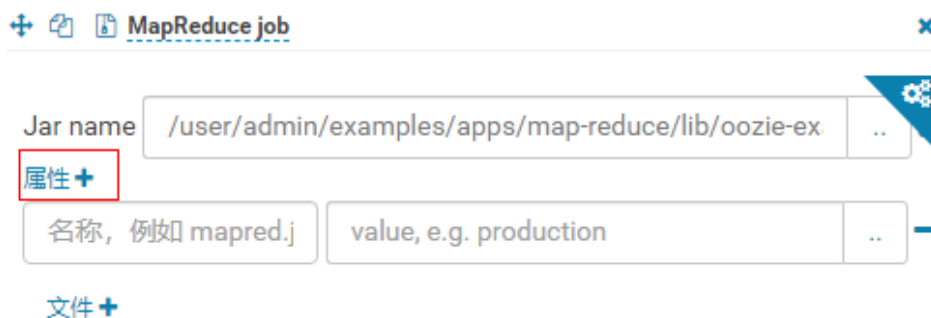 MapReduce job
Jar name /user/admin/examples/apps/map-reduce/lib/oozie-ex ..
属性
名称，例如 mapred.j value, e.g. production ..
文件